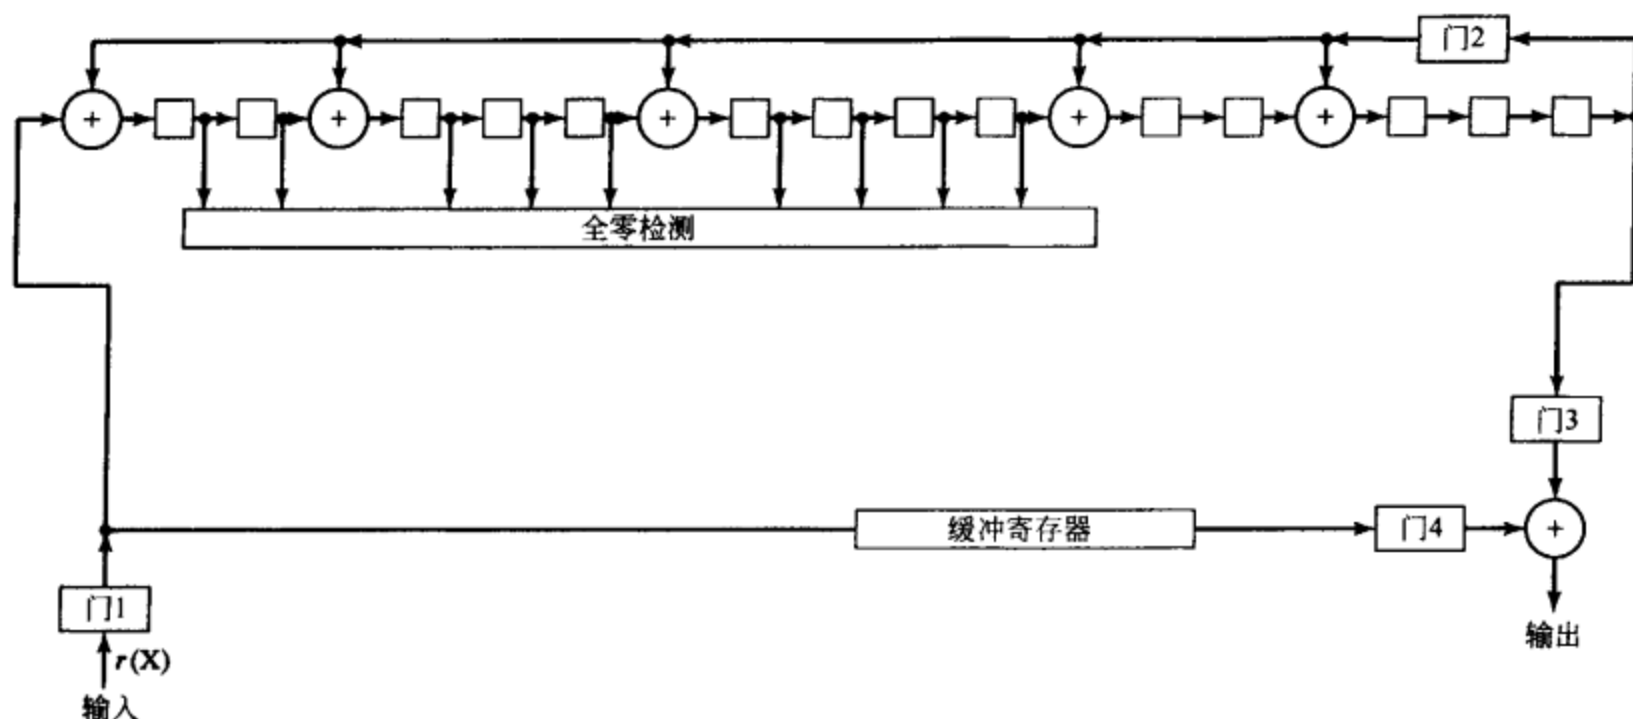 门2
+
+
+
+
+
全零检测
门3
缓冲寄存器
门4
+
门1
输出
r(X)
输入